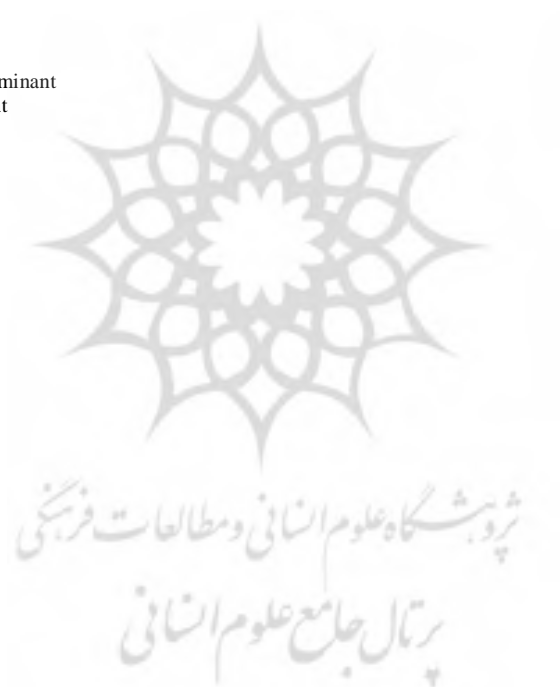 minant
t
پژوهشگاه علوم انسانی و مطالعات فرهنگی
پرتال جامع علوم انسانی